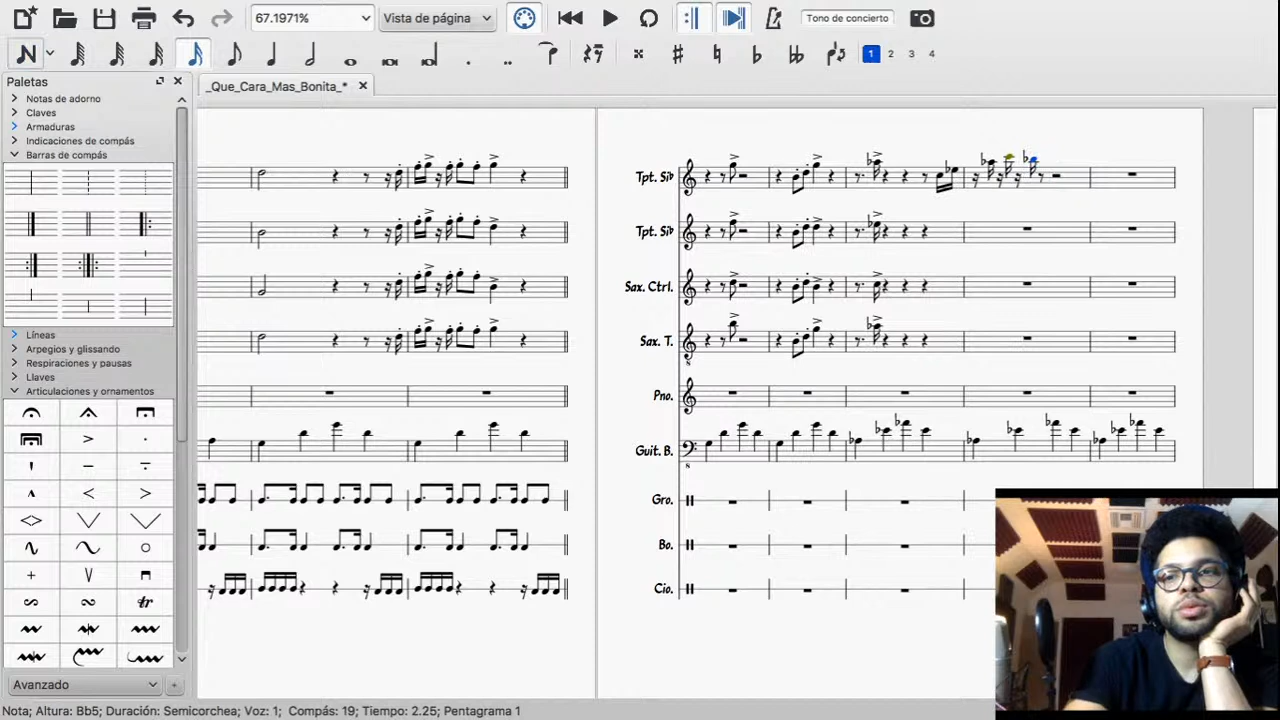 67.1971%
Vista de página
Tono de concierto
1 2 3 4
Paletas
_Que_Cara_Mas_Bonita_*
Notas de adorno
Claves
Armaduras
Indicaciones de compás
Barras de compás
Líneas
Arpegios y glissando
Respiraciones y pausas
Llaves
Articulaciones y ornamentos
tr
Avanzado
Tpt. Sib
Tpt. Sib
Sax. Ctrl.
Sax. T.
Pno.
Guit. B.
8
8
Gro.
Bo.
Cio.
Nota; Altura: Bb5; Duración: Semicorchea; Voz: 1; Compás: 19; Tiempo: 2.25; Pentagrama 1